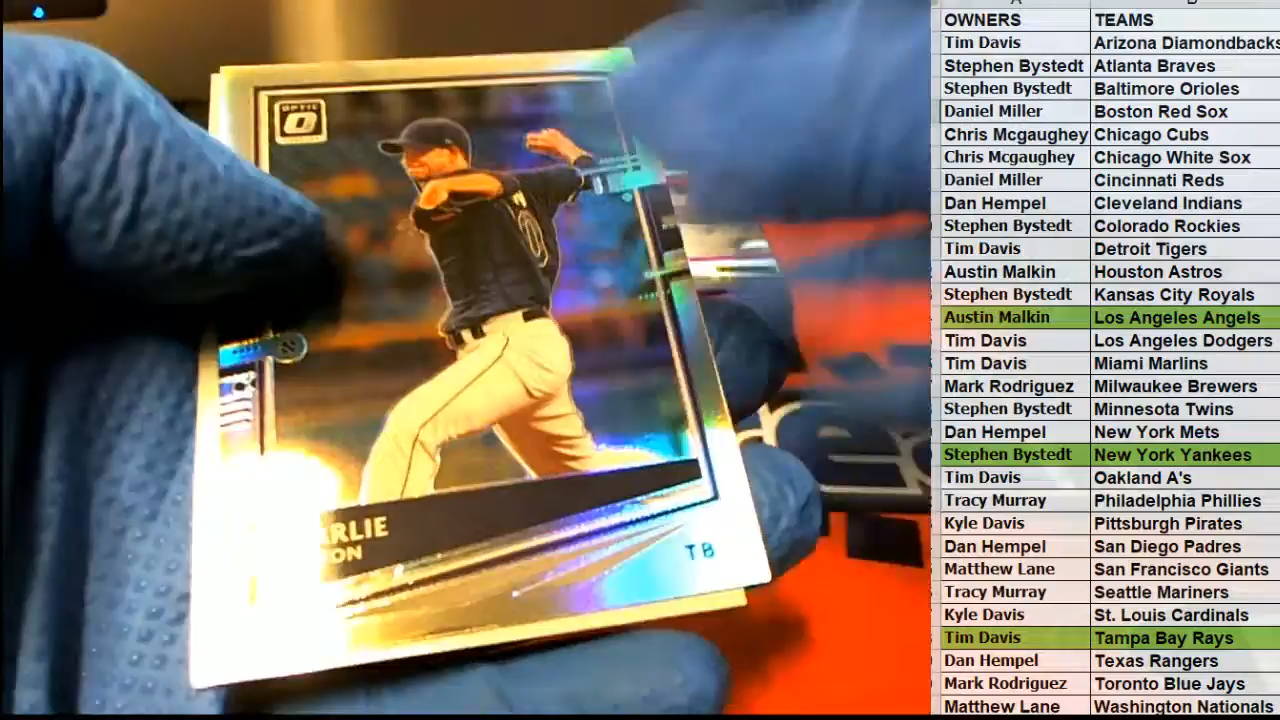 OPTIC
ARLIE
ON
TB
OWNERS TEAMS
Tim Davis Arizona Diamondbacks
Stephen Bystedt Atlanta Braves
Stephen Bystedt Baltimore Orioles
Daniel Miller Boston Red Sox
Chris Mcgaughey Chicago Cubs
Chris Mcgaughey Chicago White Sox
Daniel Miller Cincinnati Reds
Dan Hempel Cleveland Indians
Stephen Bystedt Colorado Rockies
Tim Davis Detroit Tigers
Austin Malkin Houston Astros
Stephen Bystedt Kansas City Royals
Austin Malkin Los Angeles Angels
Tim Davis Los Angeles Dodgers
Tim Davis Miami Marlins
Mark Rodriguez Milwaukee Brewers
Stephen Bystedt Minnesota Twins
Dan Hempel New York Mets
Stephen Bystedt New York Yankees
Tim Davis Oakland A's
Tracy Murray Philadelphia Phillies
Kyle Davis Pittsburgh Pirates
Dan Hempel San Diego Padres
Matthew Lane San Francisco Giants
Tracy Murray Seattle Mariners
Kyle Davis St. Louis Cardinals
Tim Davis Tampa Bay Rays
Dan Hempel Texas Rangers
Mark Rodriguez Toronto Blue Jays
Matthew Lane Washington Nationals